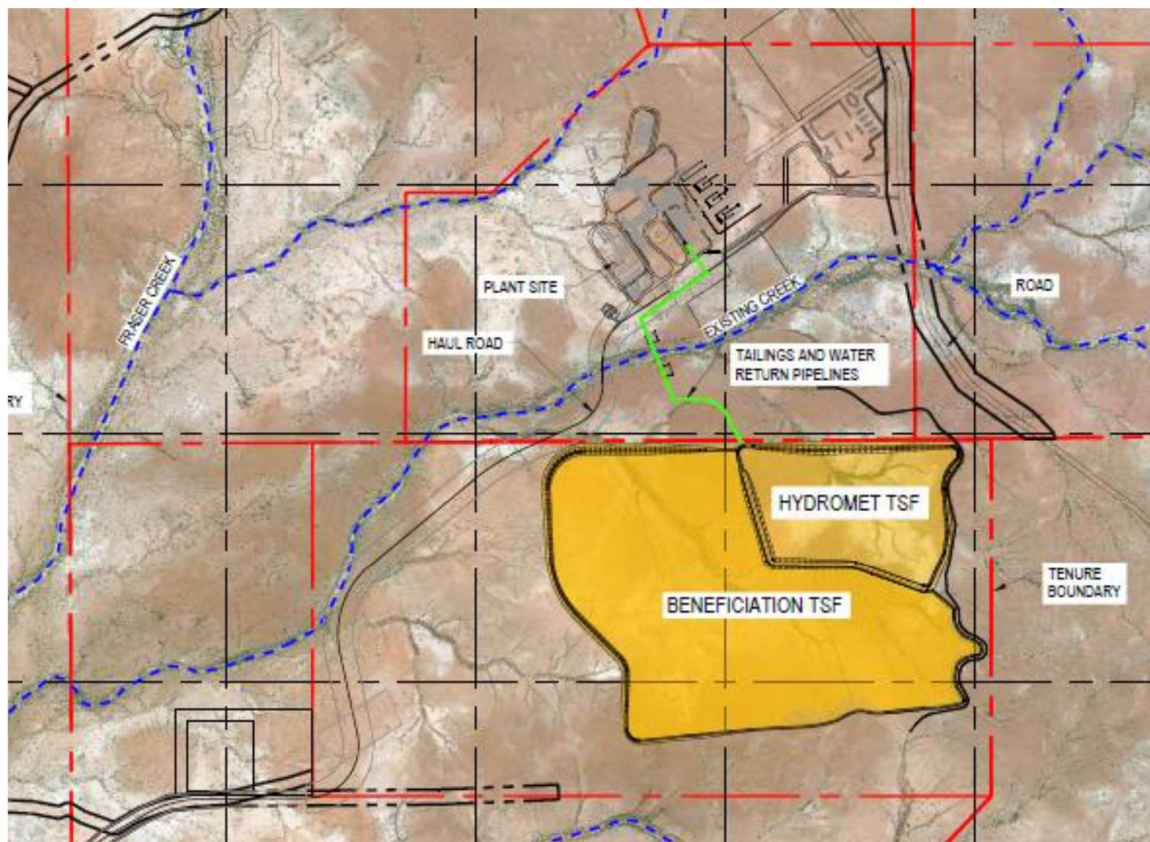 FRASER CREEK
PLANT SITE
EXISTING CREEK
ROAD
HAUL ROAD
TAILINGS AND WATER
RETURN PIPELINES
RY
HYDROMET TSF
TENURE
BOUNDARY
BENEFICIATION TSF